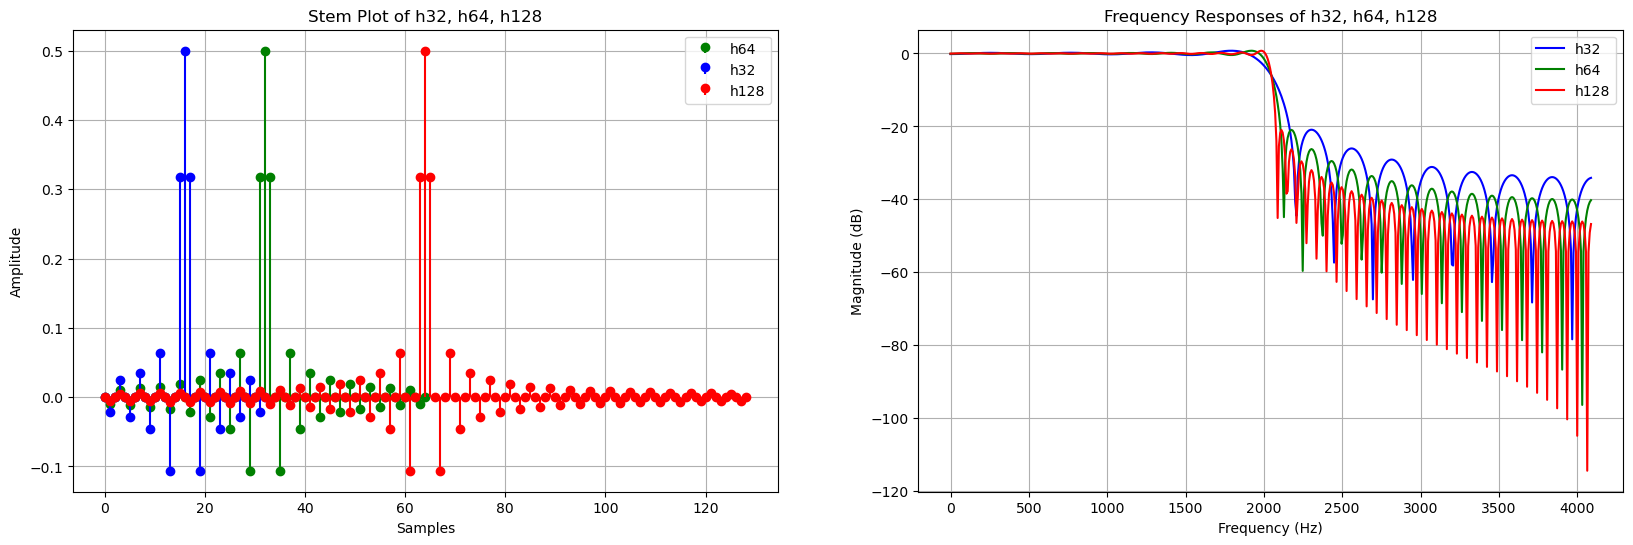 Stem Plot of h32, h64, h128
0.5
0.4
0.3
0.2
0.1
0.0
−0.1
Amplitude
0 20 40 60 80 100 120
Samples
h64
h32
h128
Frequency Responses of h32, h64, h128
0
−20
−40
−60
−80
−100
−120
Magnitude (dB)
0 500 1000 1500 2000 2500 3000 3500 4000
Frequency (Hz)
h32
h64
h128